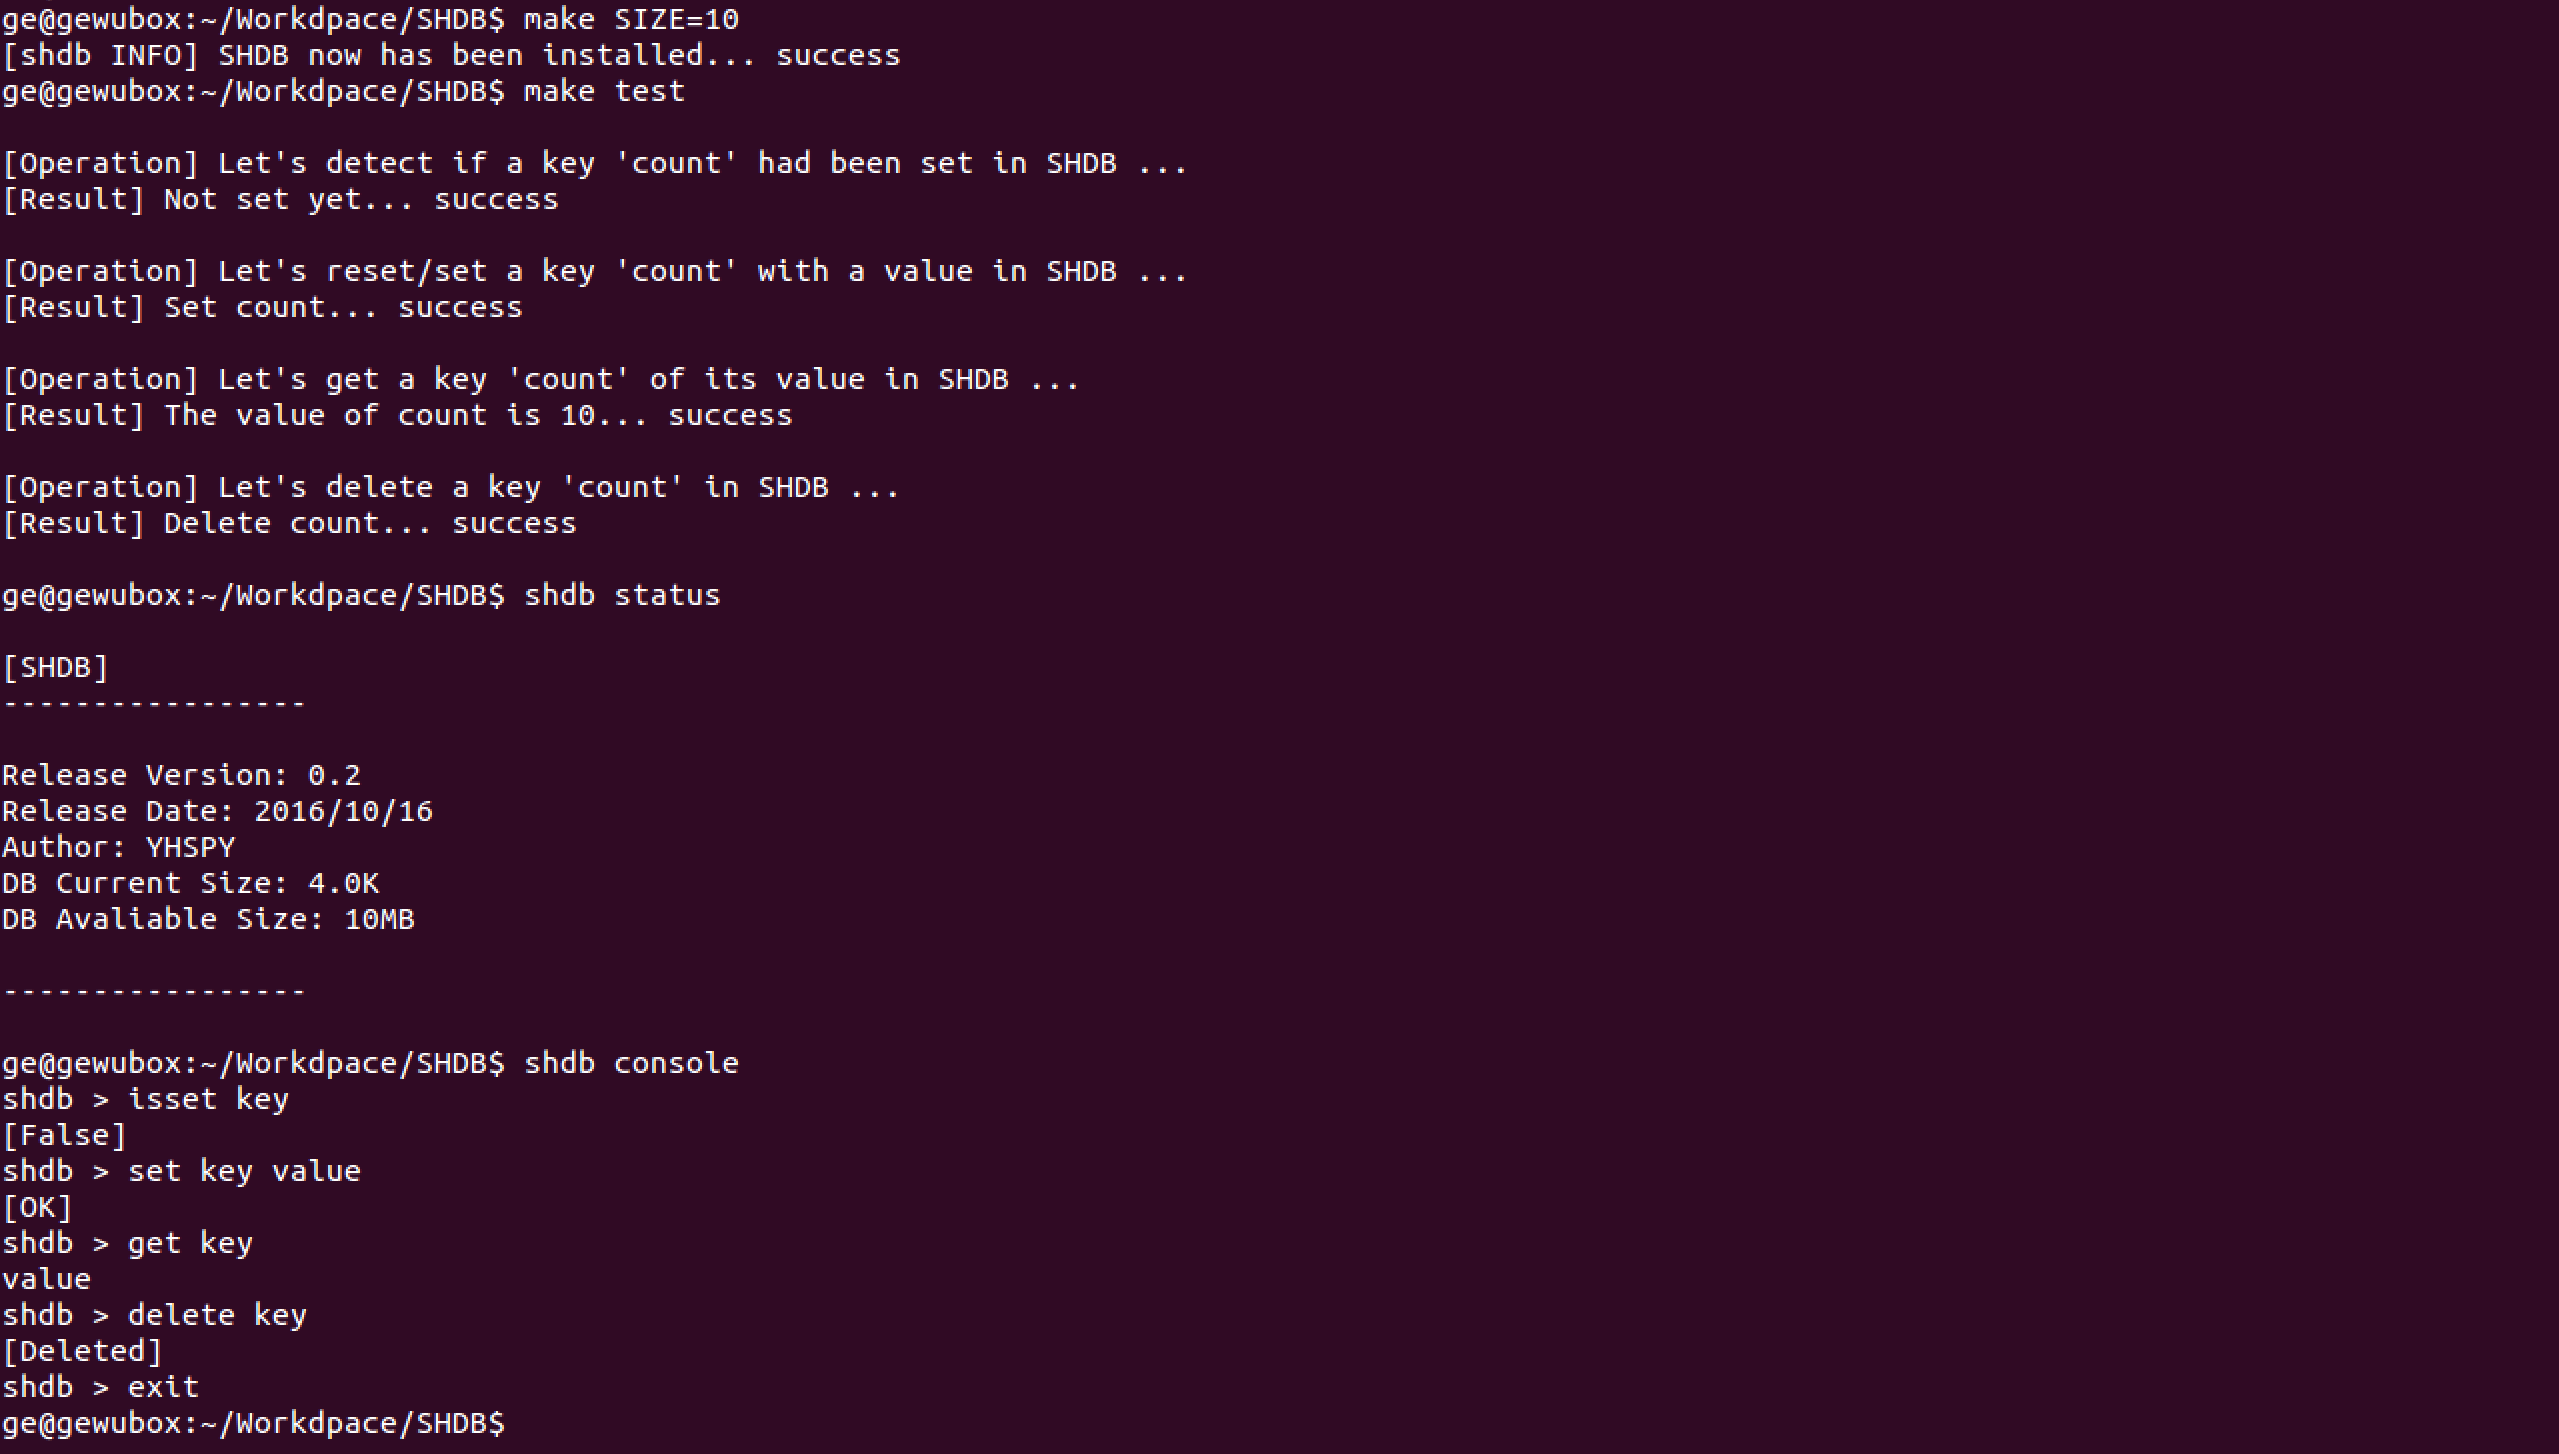 ge@gewubox:~/Workdpace/SHDB$ make SIZE=10
[shdb INFO] SHDB now has been installed... success
ge@gewubox:~/Workdpace/SHDB$ make test
[Operation] Let's detect if a key 'count' had been set in SHDB ...
[Result] Not set yet... success
[Operation] Let's reset/set a key 'count' with a value in SHDB ...
[Result] Set count... success
[Operation] Let's get a key 'count' of its value in SHDB ...
[Result] The value of count is 10... success
[Operation] Let's delete a key 'count' in SHDB ...
[Result] Delete count... success
ge@gewubox:~/Workdpace/SHDB$ shdb status
[SHDB]
-----------------
Release Version: 0.2
Release Date: 2016/10/16
Author: YHSPY
DB Current Size: 4.0K
DB Avaliable Size: 10MB
-----------------
ge@gewubox:~/Workdpace/SHDB$ shdb console
shdb > isset key
[False]
shdb > set key value
[OK]
shdb > get key
value
shdb > delete key
[Deleted]
shdb > exit
ge@gewubox:~/Workdpace/SHDB$